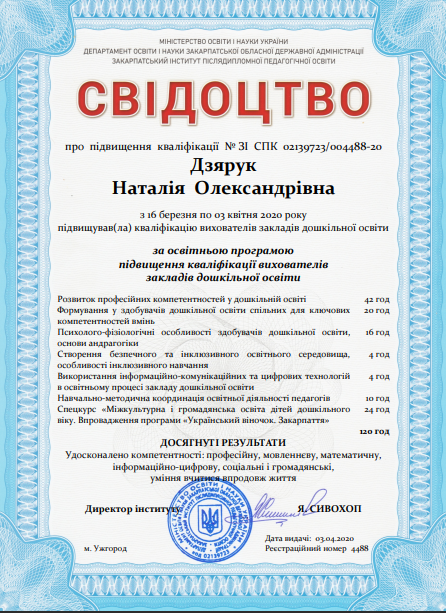 МІНІСТЕРСТВО ОСВІТИ І НАУКИ УКРАЇНИ
ДЕПАРТАМЕНТ ОСВІТИ І НАУКИ ЗАКАРПАТСЬКОЇ ОБЛАСНОЇ ДЕРЖАВНОЇ АДМІНІСТРАЦІЇ
ЗАКАРПАТСЬКИЙ ІНСТИТУТ ПІСЛЯДИПЛОМНОЇ ПЕДАГОГІЧНОЇ ОСВІТИ
СВІДОЦТВО
про підвищення кваліфікації № ЗІ СПК 02139723/004488-20
Дзярук
Наталія Олександрівна
з 16 березня по 03 квітня 2020 року
підвищував(ла) кваліфікацію вихователів закладів дошкільної освіти
за освітньою програмою
підвищення кваліфікації вихователів
закладів дошкільної освіти
Розвиток професійних компетентностей у дошкільній освіті 42 год
Формування у здобувачів дошкільної освіти спільних для ключових 20 год
компетентностей вмінь
Психолого-фізіологічні особливості здобувачів дошкільної освіти, 16 год
основи андрагогіки
Створення безпечного та інклюзивного освітнього середовища, 4 год
особливості інклюзивного навчання
Використання інформаційно-комунікаційних та цифрових технологій 4 год
в освітньому процесі закладу дошкільної освіти
Навчально-методична координація освітньої діяльності педагогів 10 год
Спецкурс «Міжкультурна і громадянська освіта дітей дошкільного 24 год
віку. Впровадження програми «Український віночок. Закарпаття»
120 год
ДОСЯГНУТІ РЕЗУЛЬТАТИ
Удосконалено компетентності: професійну, мовленнєву, математичну,
інформаційно-цифрову, соціальні і громадянські,
уміння вчитися впродовж життя
Директор інституту Я. СИВОХОП
Дата видачі: 03.04.2020
м. Ужгород Реєстраційний номер 4488